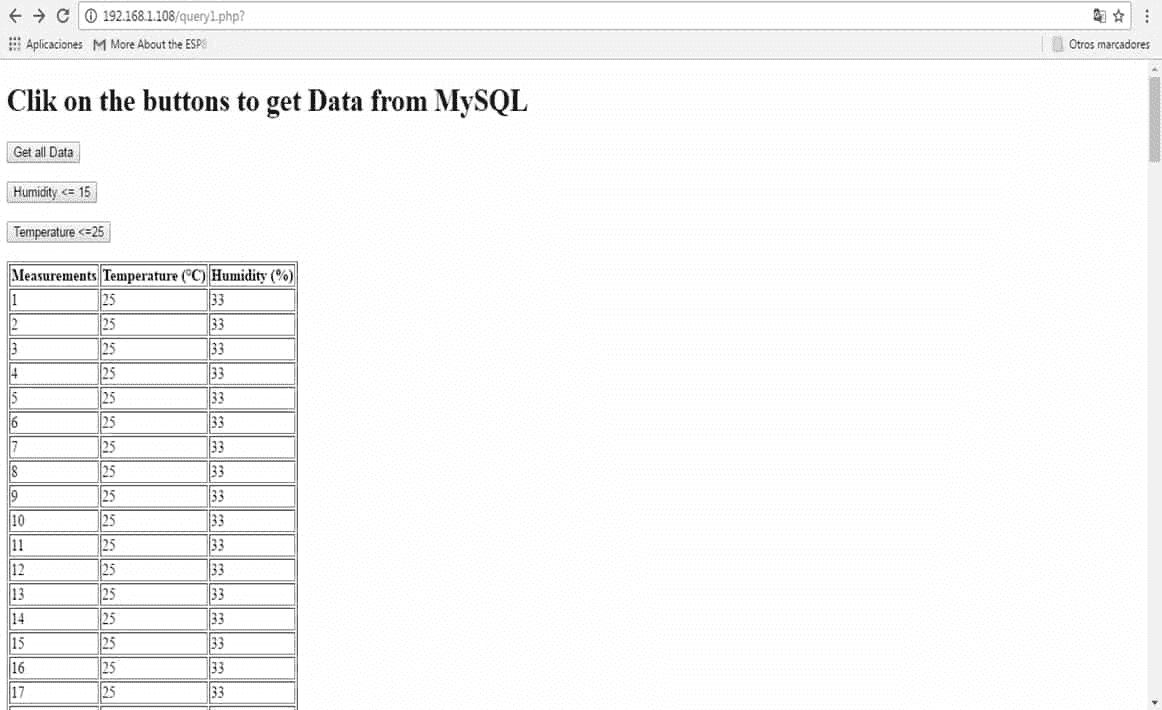 192.168.1.108/query1.php?
Aplicaciones More About the ESP8 Otros marcadores
Clik on the buttons to get Data from MySQL
Get all Data
Humidity <= 15
Temperature <=25
Measurements Temperature (°C) Humidity (%)
1 25 33
2 25 33
3 25 33
4 25 33
5 25 33
6 25 33
7 25 33
8 25 33
9 25 33
10 25 33
11 25 33
12 25 33
13 25 33
14 25 33
15 25 33
16 25 33
17 25 33